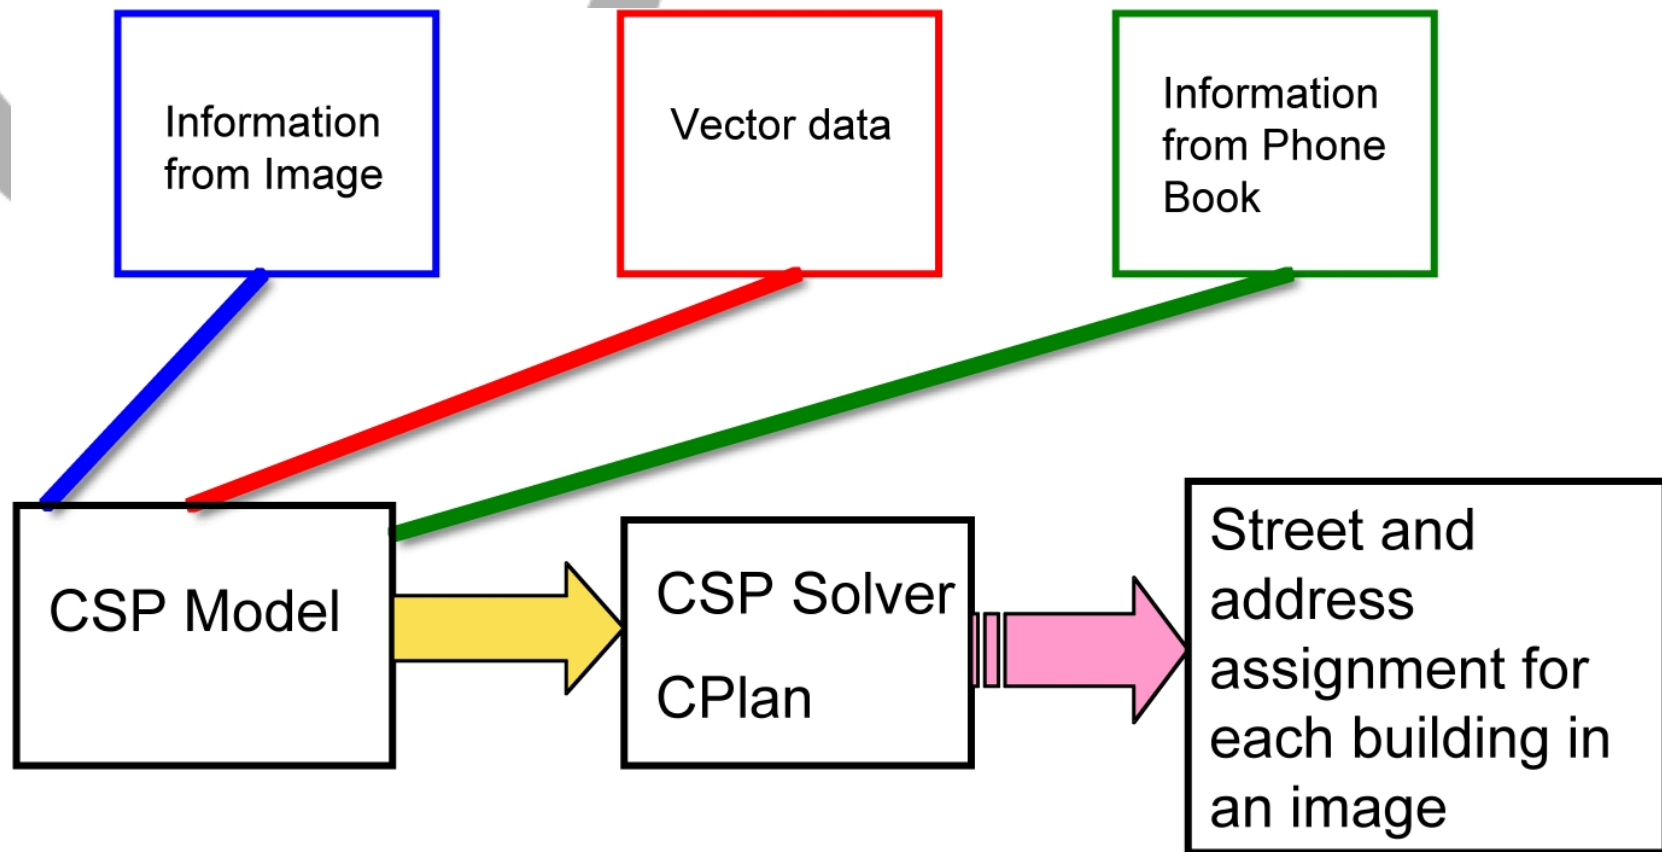 Information
from Image
Vector data
Information
from Phone
Book
CSP Model
CSP Solver
CPlan
Street and
address
assignment for
each building in
an image